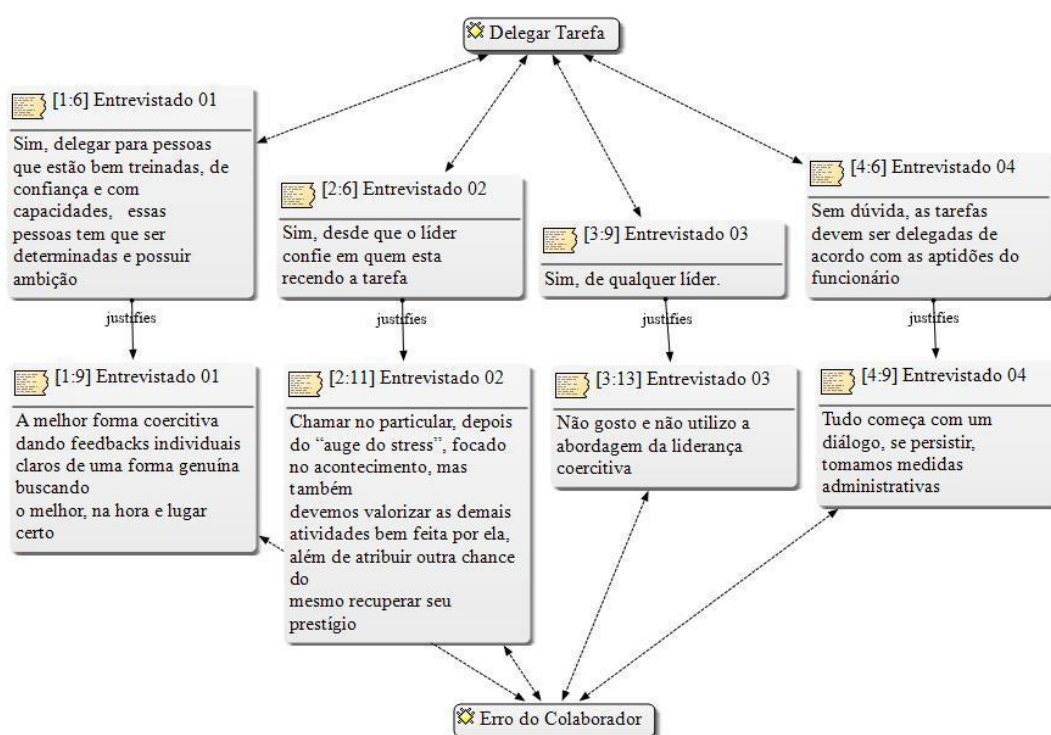 Delegar Tarefa
[1:6] Entrevistado 01
Sim, delegar para pessoas
que estão bem treinadas, de
confiança e com
capacidades, essas
pessoas tem que ser
determinadas e possuir
ambição
[2:6] Entrevistado 02
Sim, desde que o líder
confie em quem esta
recendo a tarefa
[3:9] Entrevistado 03
Sim, de qualquer líder.
[4:6] Entrevistado 04
Sem dúvida, as tarefas
devem ser delegadas de
acordo com as aptidões do
funcionário
justifies
justifies
justifies
justifies
[1:9] Entrevistado 01
A melhor forma coercitiva
dando feedbacks individuais
claros de uma forma genuína
buscando
o melhor, na hora e lugar
certo
[2:11] Entrevistado 02
Chamar no particular, depois
do “auge do stress”, focado
no acontecimento, mas
também
devemos valorizar as demais
atividades bem feita por ela,
além de atribuir outra chance
do
mesmo recuperar seu
prestígio
[3:13] Entrevistado 03
Não gosto e não utilizo a
abordagem da liderança
coercitiva
[4:9] Entrevistado 04
Tudo começa com um
diálogo, se persistir,
tomamos medidas
administrativas
Erro do Colaborador